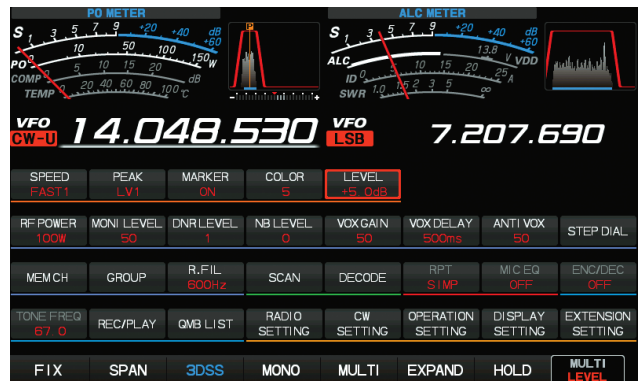 PO METER
ALC METER
S 1 3 5 7 9 +20 +40 +60 dB
PO 0 10 50 100 150 W
COMP 0 5 10 15 20 dB
TEMP 0 20 40 60 80 100 °C
P
S 1 3 5 7 9 +20 +40 +60 dB
ALC 13.8 V VDD
ID 0 5 10 15 20 25 A
SWR 1.0 1.5 2 3 5 ∞
VFO
CW-U
14.048.530
VFO
LSB
7.207.690
SPEED PEAK MARKER COLOR LEVEL
FAST1 LV1 ON 5 +5.0dB
RF POWER MONI LEVEL DNR LEVEL NB LEVEL VOX GAIN VOX DELAY ANTI VOX STEP DIAL
100W 50 1 0 50 500ms 50
MEM CH GROUP R.FIL SCAN DECODE RPT MIC EQ ENC/DEC
600Hz SIMP OFF OFF
TONE FREQ REC/PLAY QMB LIST RADIO CW OPERATION DISPLAY EXTENSION
67.0 SETTING SETTING SETTING SETTING SETTING
FIX SPAN 3DSS MONO MULTI EXPAND HOLD MULTI
LEVEL